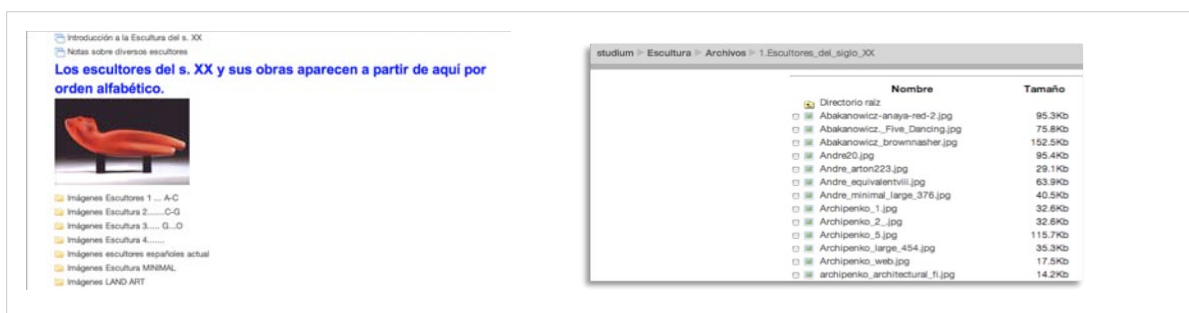 Introducción a la Escultura del s. XX
Notas sobre diversos escultores
Los escultores del s. XX y sus obras aparecen a partir de aquí por
orden alfabético.
Imágenes Escultores 1 ... A-C
Imágenes Escultura 2.......C-G
Imágenes Escultura 3..... G...O
Imágenes Escultura 4.......
Imágenes escultores españoles actual
Imágenes Escultura MINIMAL
Imágenes LAND ART
studium ▷ Escultura ▷ Archivos ▷ 1.Escultores_del_siglo_XX
Nombre Tamaño
Directorio raíz
Abakanowicz-anaya-red-2.jpg 95.3Kb
Abakanowicz._Five_Dancing.jpg 75.8Kb
Abakanowicz_brownnasher.jpg 152.5Kb
Andre20.jpg 95.4Kb
Andre_arton223.jpg 29.1Kb
Andre_equivalentviii.jpg 63.9Kb
Andre_minimal_large_376.jpg 40.5Kb
Archipenko_1.jpg 32.6Kb
Archipenko_2_.jpg 32.6Kb
Archipenko_5.jpg 115.7Kb
Archipenko_large_454.jpg 35.3Kb
Archipenko_web.jpg 17.5Kb
archipenko_architectural_fi.jpg 14.2Kb